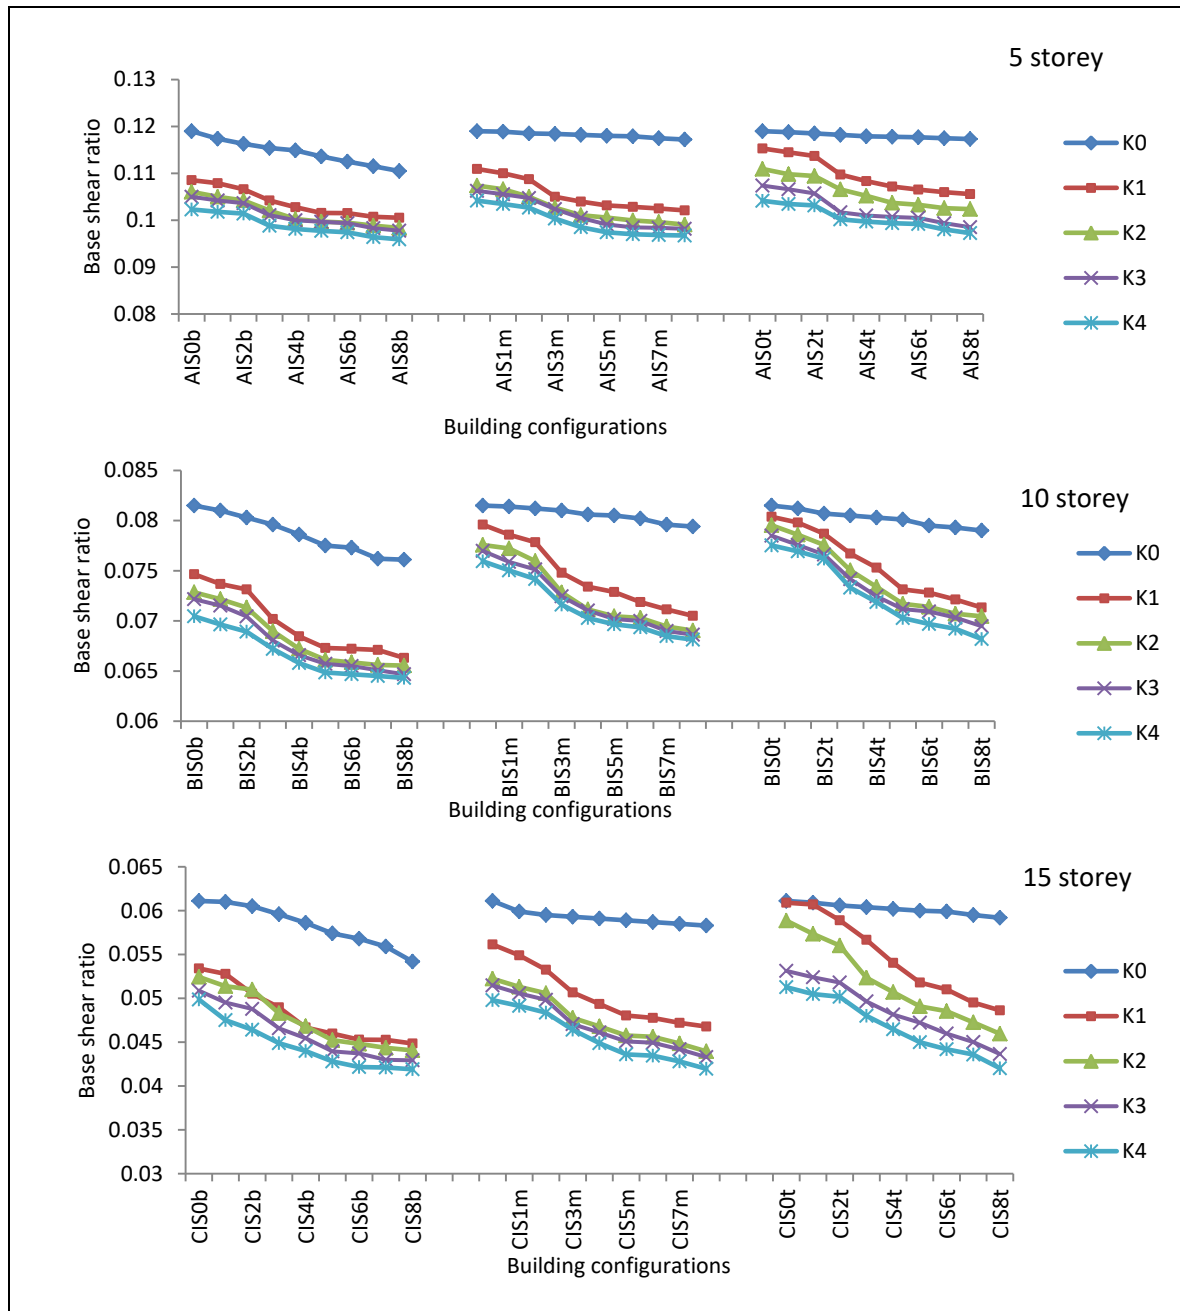 5 storey
Base shear ratio
0.13
0.12
0.11
0.1
0.09
0.08
AIS0b
AIS2b
AIS4b
AIS6b
AIS8b
AIS1m
AIS3m
AIS5m
AIS7m
AIS0t
AIS2t
AIS4t
AIS6t
AIS8t
Building configurations
K0
K1
K2
K3
K4
10 storey
Base shear ratio
0.085
0.08
0.075
0.07
0.065
0.06
BIS0b
BIS2b
BIS4b
BIS6b
BIS8b
BIS1m
BIS3m
BIS5m
BIS7m
BIS0t
BIS2t
BIS4t
BIS6t
BIS8t
Building configurations
K0
K1
K2
K3
K4
15 storey
Base shear ratio
0.065
0.06
0.055
0.05
0.045
0.04
0.035
0.03
CIS0b
CIS2b
CIS4b
CIS6b
CIS8b
CIS1m
CIS3m
CIS5m
CIS7m
CIS0t
CIS2t
CIS4t
CIS6t
CIS8t
Building configurations
K0
K1
K2
K3
K4